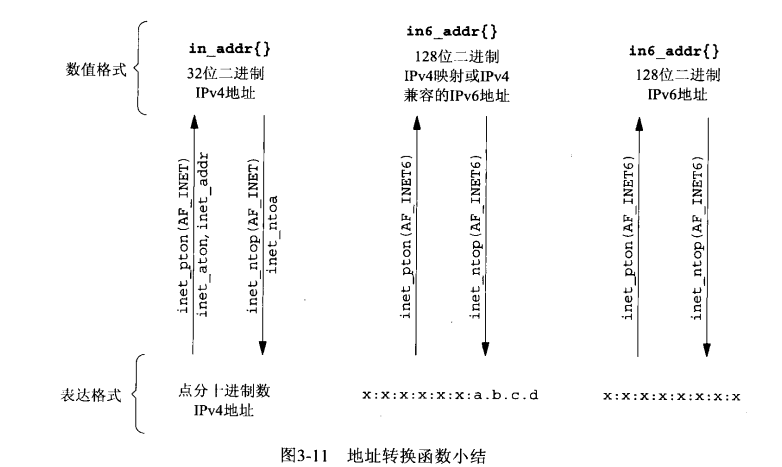 数值格式
in_addr{}
32位二进制
IPv4地址
in6_addr{}
128位二进制
IPv4映射或IPv4
兼容的IPv6地址
in6_addr{}
128位二进制
IPv6地址
inet_pton(AF_INET)
inet_aton,inet_addr
inet_ntop(AF_INET)
inet_ntoa
inet_pton(AF_INET6)
inet_ntop(AF_INET6)
inet_pton(AF_INET6)
inet_ntop(AF_INET6)
表达格式
点分十进制数
IPv4地址
x:x:x:x:x:x:a.b.c.d
x:x:x:x:x:x:x:x
图3-11 地址转换函数小结